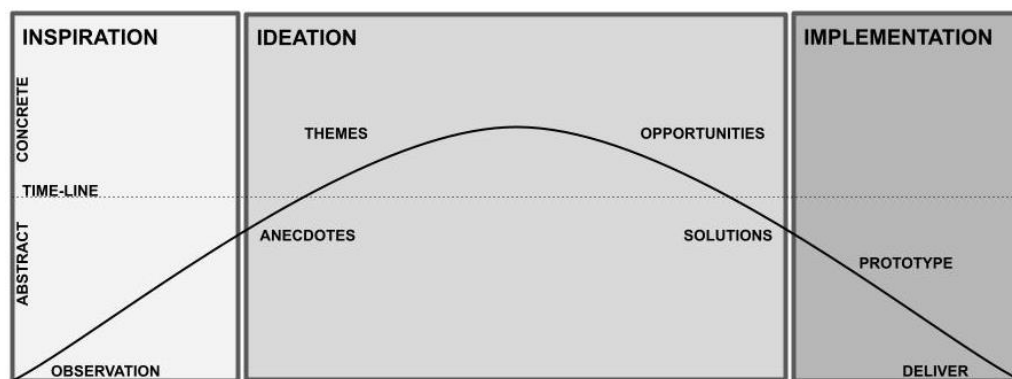 INSPIRATION
IDEATION
IMPLEMENTATION
CONCRETE
THEMES
OPPORTUNITIES
TIME-LINE
ABSTRACT
ANECDOTES
SOLUTIONS
PROTOTYPE
OBSERVATION
DELIVER